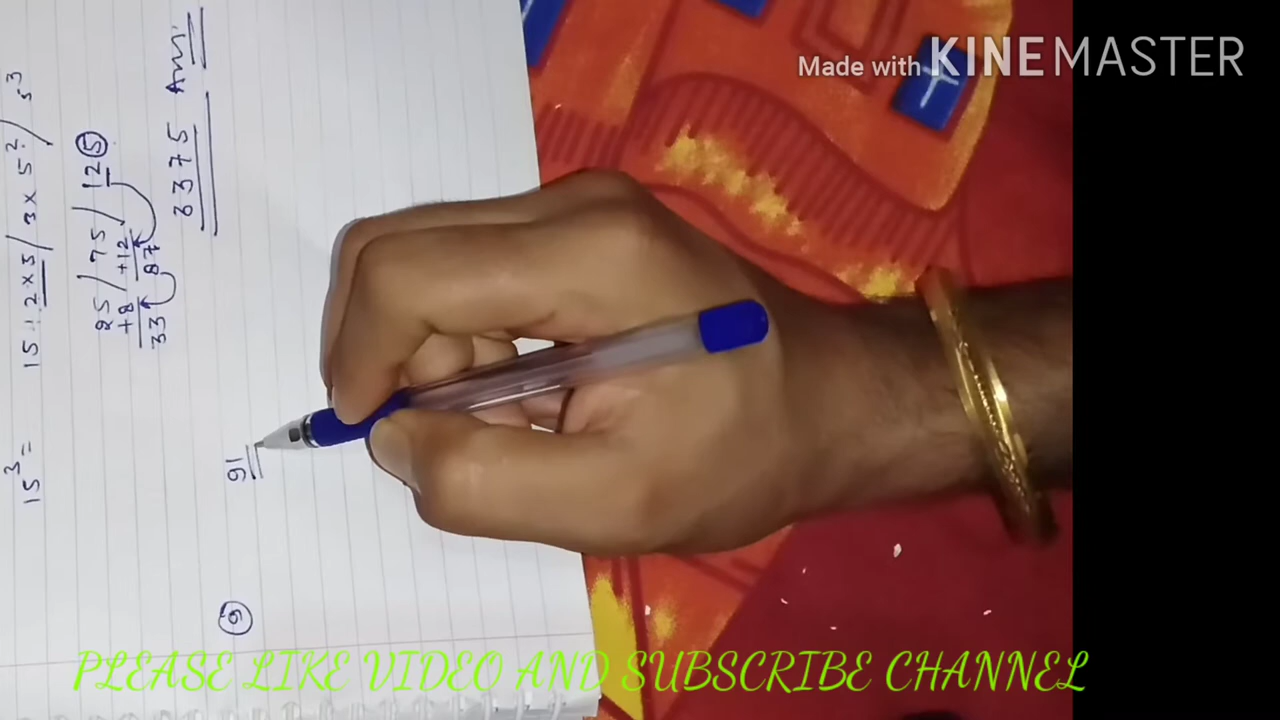 Made with KINEMASTER
15³ = 15 · 2×5 / 3×5² / 5³
25 / 75 / 125
+8 +12
33 87
3375 Ans
9 91
PLEASE LIKE VIDEO AND SUBSCRIBE CHANNEL